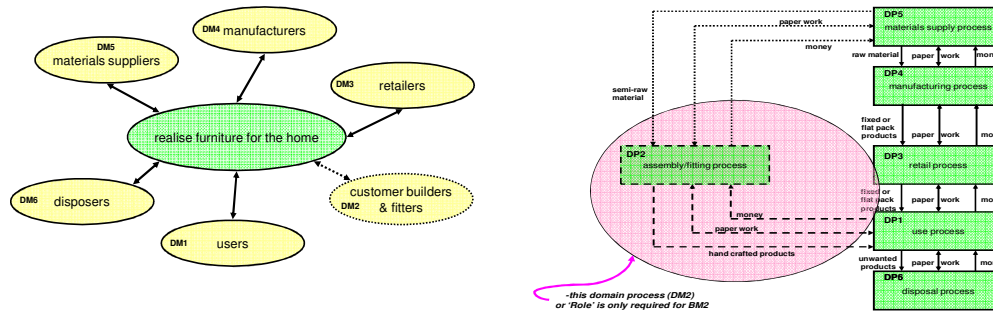 DM4 manufacturers
DM5
materials suppliers
DM3
retailers
realise furniture for the home
DM6
disposers
customer builders
DM2
& fitters
DM1
users
DP5
materials supply process
paper work
money
raw material
paper
work
semi-raw
material
DP4
manufacturing process
fixed or
flat pack
products
paper
work
DP2
assembly/fitting process
DP3
retail process
fixed or
flat pack
products
paper
work
money
DP1
use process
paper work
hand crafted products
unwanted
products
paper
work
DP6
disposal process
-this domain process (DM2)
or 'Role' is only required for BM2